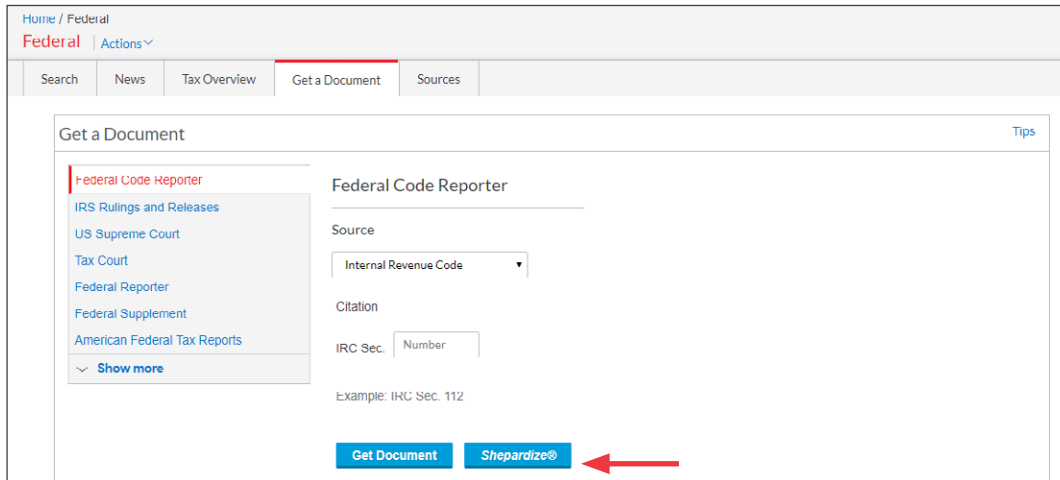 Home / Federal
Federal | Actions
Search News Tax Overview Get a Document Sources
Get a Document Tips
Federal Code Reporter
IRS Rulings and Releases
US Supreme Court
Tax Court
Federal Reporter
Federal Supplement
American Federal Tax Reports
Show more
Federal Code Reporter
Source
Internal Revenue Code
Citation
IRC Sec. Number
Example: IRC Sec. 112
Get Document Shepardize®